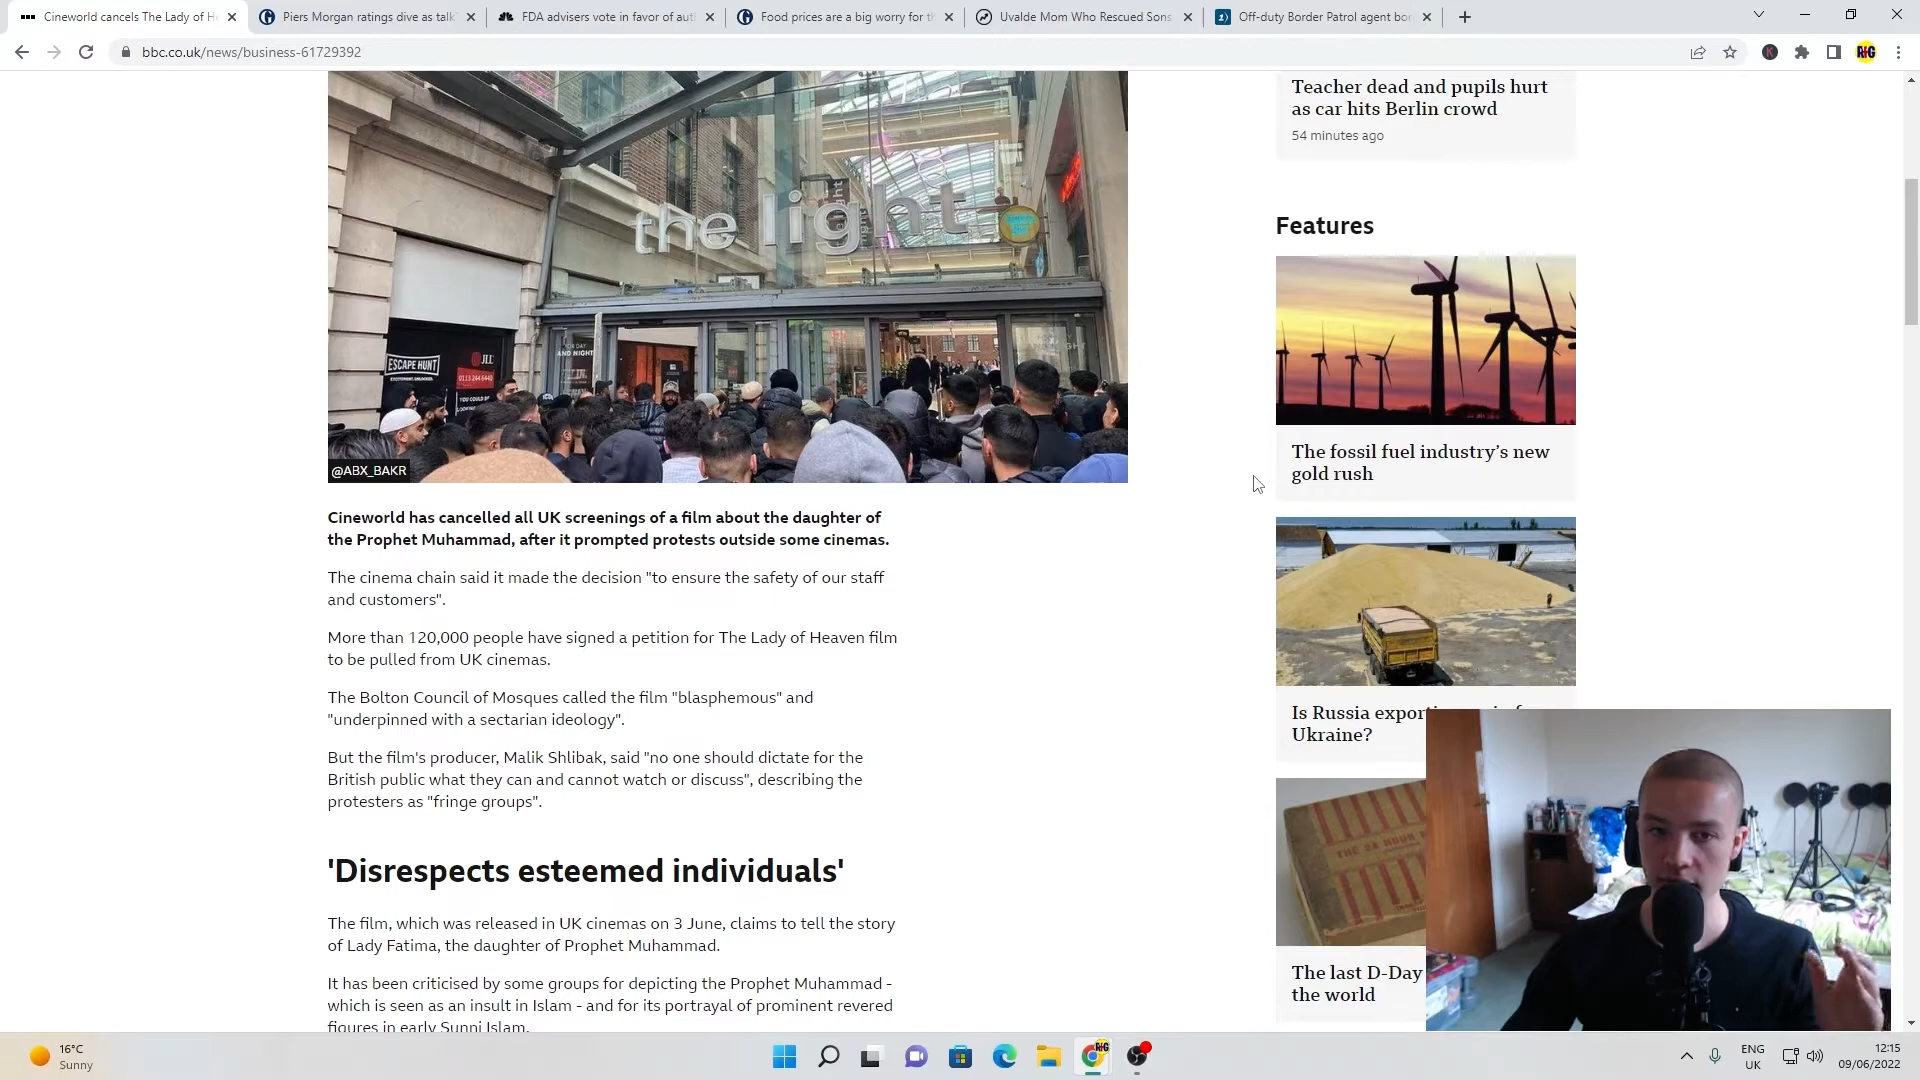 Cineworld cancels The Lady of H
Piers Morgan ratings dive as talk
FDA advisers vote in favor of aut
Food prices are a big worry for th
Uvalde Mom Who Rescued Sons
Off-duty Border Patrol agent bor
bbc.co.uk/news/business-61729392
the light
ESCAPE HUNT
JLL
0113 244 6440
AND NIGHT
@ABX_BAKR
Cineworld has cancelled all UK screenings of a film about the daughter of
the Prophet Muhammad, after it prompted protests outside some cinemas.
The cinema chain said it made the decision "to ensure the safety of our staff
and customers".
More than 120,000 people have signed a petition for The Lady of Heaven film
to be pulled from UK cinemas.
The Bolton Council of Mosques called the film "blasphemous" and
"underpinned with a sectarian ideology".
But the film's producer, Malik Shlibak, said "no one should dictate for the
British public what they can and cannot watch or discuss", describing the
protesters as "fringe groups".
'Disrespects esteemed individuals'
The film, which was released in UK cinemas on 3 June, claims to tell the story
of Lady Fatima, the daughter of Prophet Muhammad.
It has been criticised by some groups for depicting the Prophet Muhammad -
which is seen as an insult in Islam - and for its portrayal of prominent revered
figures in early Sunni Islam.
Teacher dead and pupils hurt
as car hits Berlin crowd
54 minutes ago
Features
The fossil fuel industry's new
gold rush
Is Russia
Ukraine?
THE 24 HOUR
The last D-Day
the world
16°C
Sunny
ENG
UK
12:15
09/06/2022